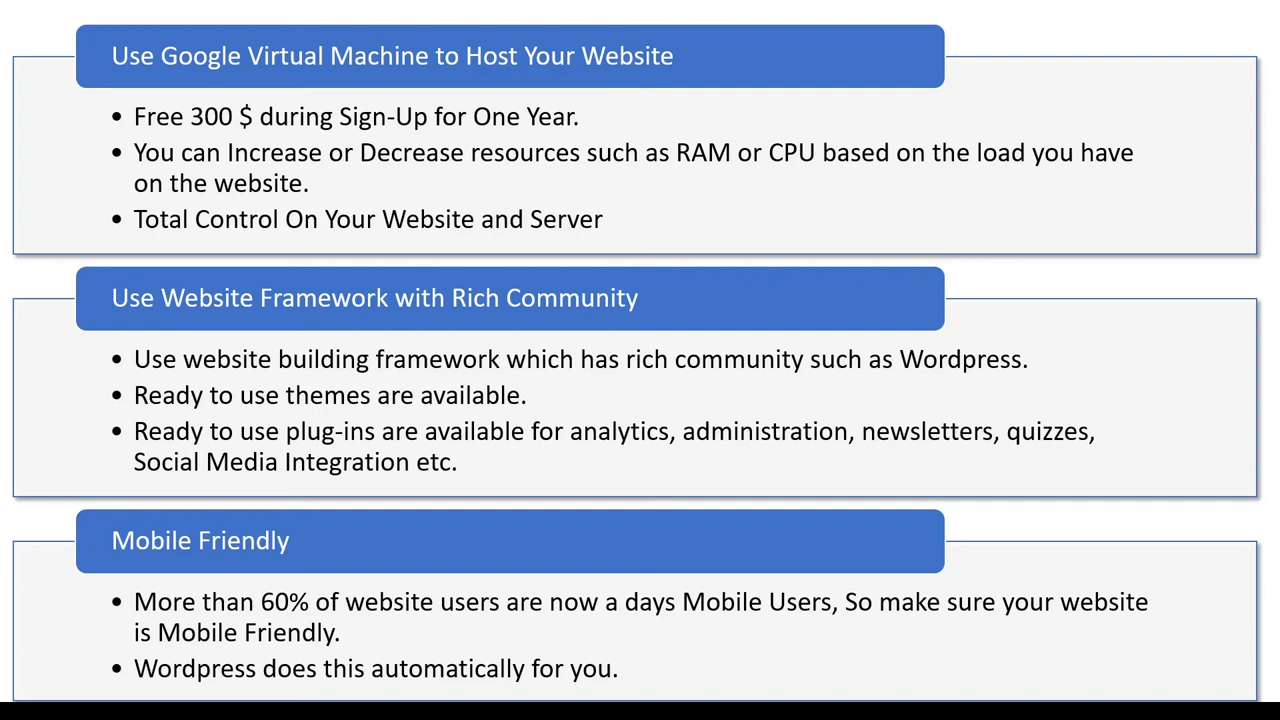 Use Google Virtual Machine to Host Your Website
• Free 300 $ during Sign-Up for One Year.
• You can Increase or Decrease resources such as RAM or CPU based on the load you have
on the website.
• Total Control On Your Website and Server
Use Website Framework with Rich Community
• Use website building framework which has rich community such as Wordpress.
• Ready to use themes are available.
• Ready to use plug-ins are available for analytics, administration, newsletters, quizzes,
Social Media Integration etc.
Mobile Friendly
• More than 60% of website users are now a days Mobile Users, So make sure your website
is Mobile Friendly.
• Wordpress does this automatically for you.